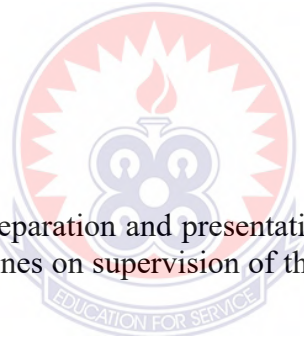 eparation and presentati
nes on supervision of th
EDUCATION FOR SERVICE